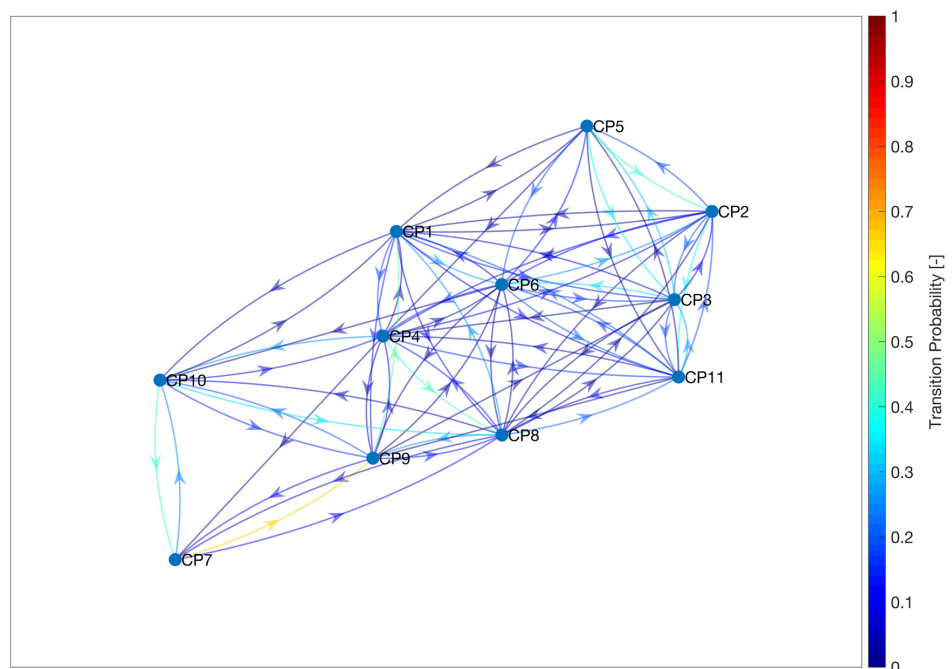 CP5
CP2
CP1
CP6
CP3
CP4
CP11
CP10
CP8
CP9
CP7
1
0.9
0.8
0.7
0.6
0.5
0.4
0.3
0.2
0.1
0
Transition Probability [-]